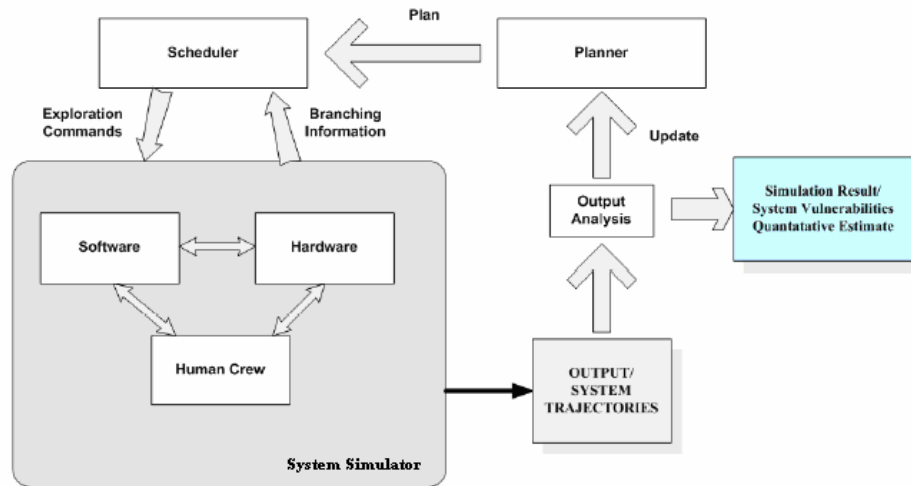 Plan
Scheduler
Planner
Exploration
Commands
Branching
Information
Update
Output
Analysis
Simulation Result/
System Vulnerabilities
Quantatative Estimate
Software
Hardware
Human Crew
OUTPUT/
SYSTEM
TRAJECTORIES
System Simulator